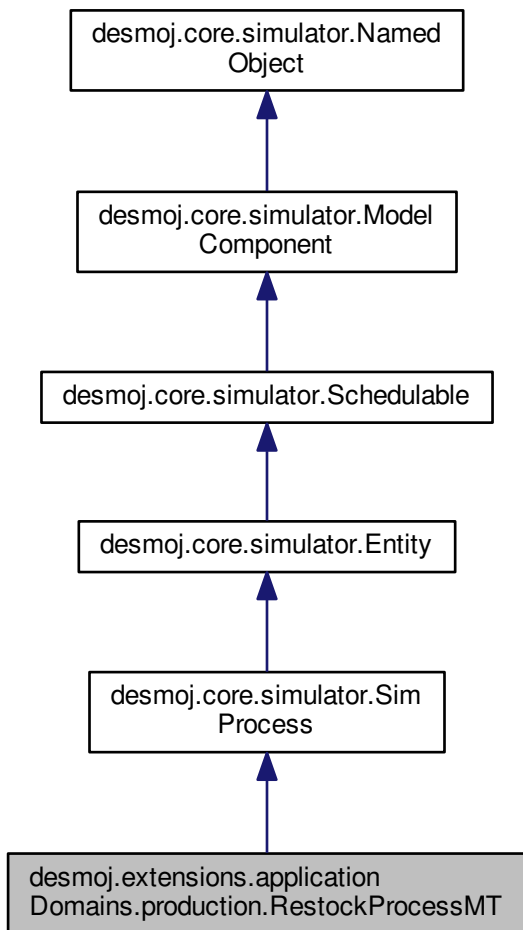 desmoj.core.simulator.Named
Object
desmoj.core.simulator.Model
Component
desmoj.core.simulator.Schedulable
desmoj.core.simulator.Entity
desmoj.core.simulator.Sim
Process
desmoj.extensions.application
Domains.production.RestockProcessMT